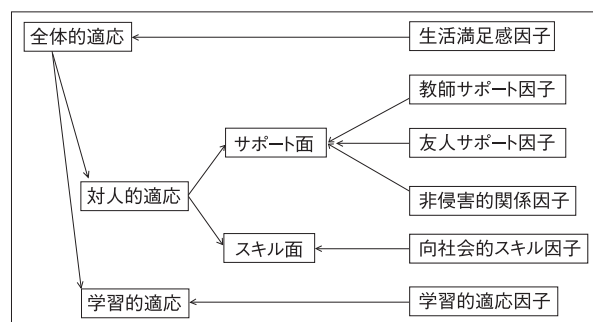 全体的適応
生活満足感因子
教師サポート因子
サポート面
友人サポート因子
対人的適応
非侵害的関係因子
スキル面
向社会的スキル因子
学習的適応
学習的適応因子